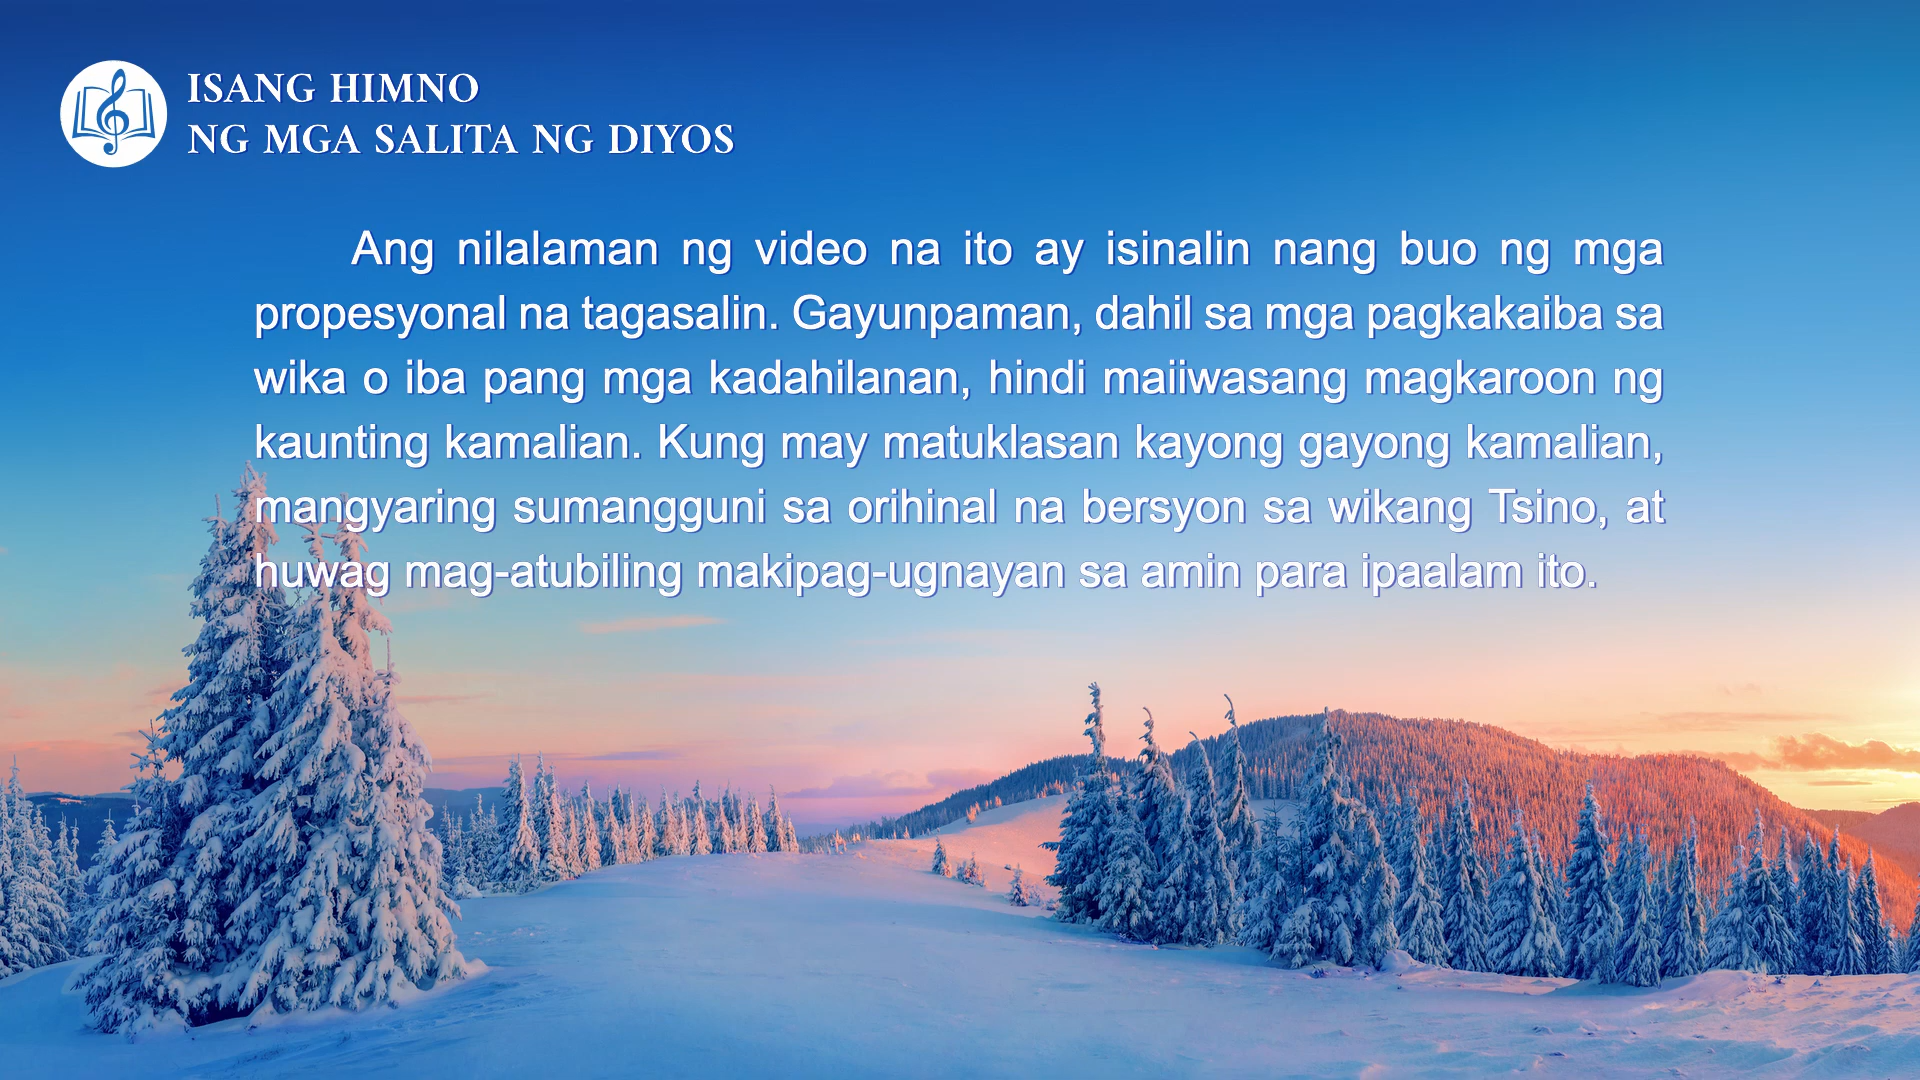 ISANG HIMNO
NG MGA SALITA NG DIYOS
Ang nilalaman ng video na ito ay isinalin nang buo ng mga
propesyonal na tagasalin. Gayunpaman, dahil sa mga pagkakaiba sa
wika o iba pang mga kadahilanan, hindi maiiwasang magkaroon ng
kaunting kamalian. Kung may matuklasan kayong gayong kamalian,
mangyaring sumangguni sa orihinal na bersyon sa wikang Tsino, at
huwag mag-atubiling makipag-ugnayan sa amin para ipaalam ito.